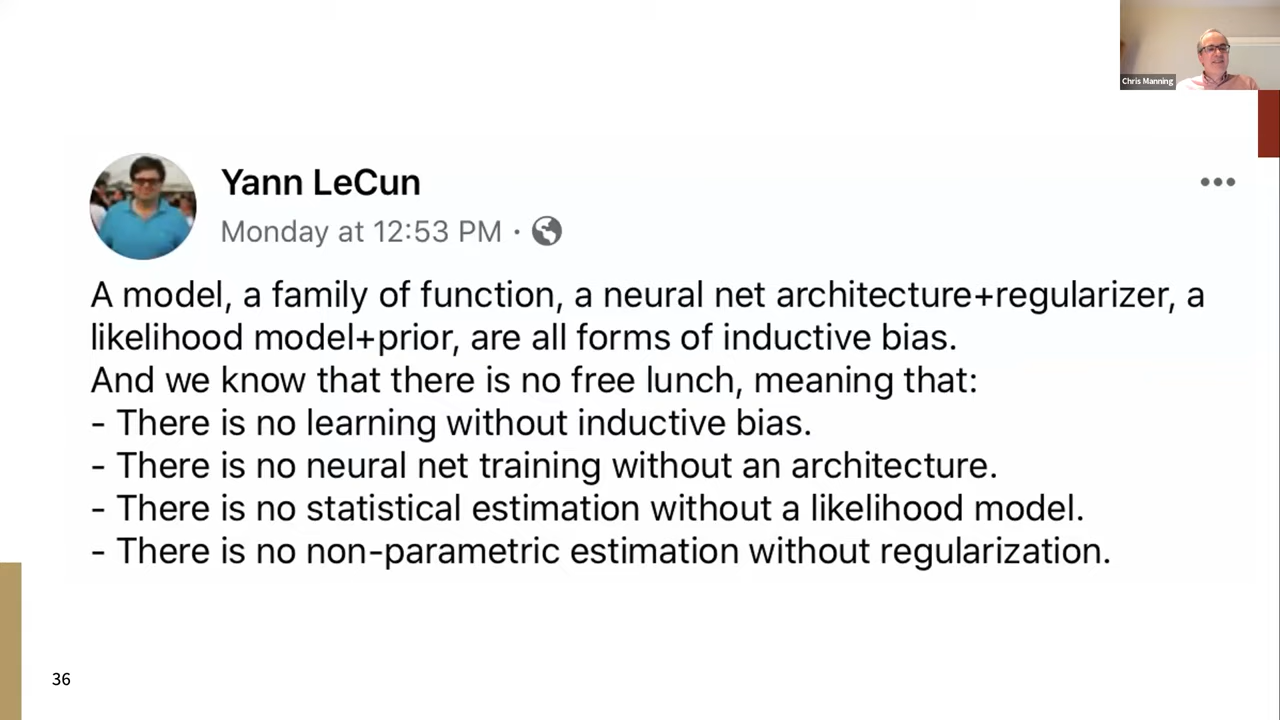 Chris Manning
Yann LeCun
Monday at 12:53 PM ·
A model, a family of function, a neural net architecture+regularizer, a
likelihood model+prior, are all forms of inductive bias.
And we know that there is no free lunch, meaning that:
- There is no learning without inductive bias.
- There is no neural net training without an architecture.
- There is no statistical estimation without a likelihood model.
- There is no non-parametric estimation without regularization.
36